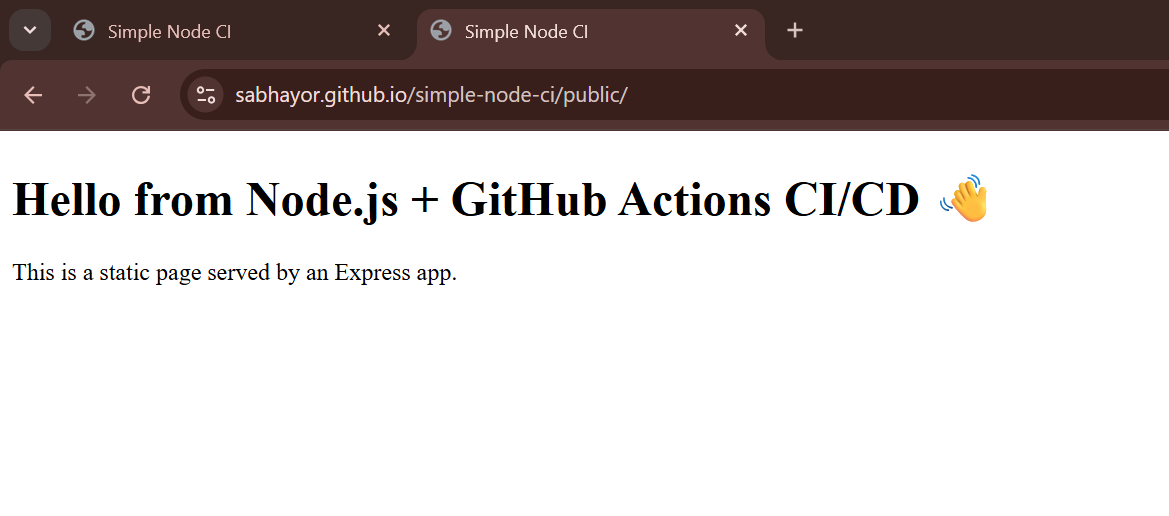 Simple Node CI
Simple Node CI
sabhayor.github.io/simple-node-ci/public/
Hello from Node.js + GitHub Actions CI/CD 👋
This is a static page served by an Express app.